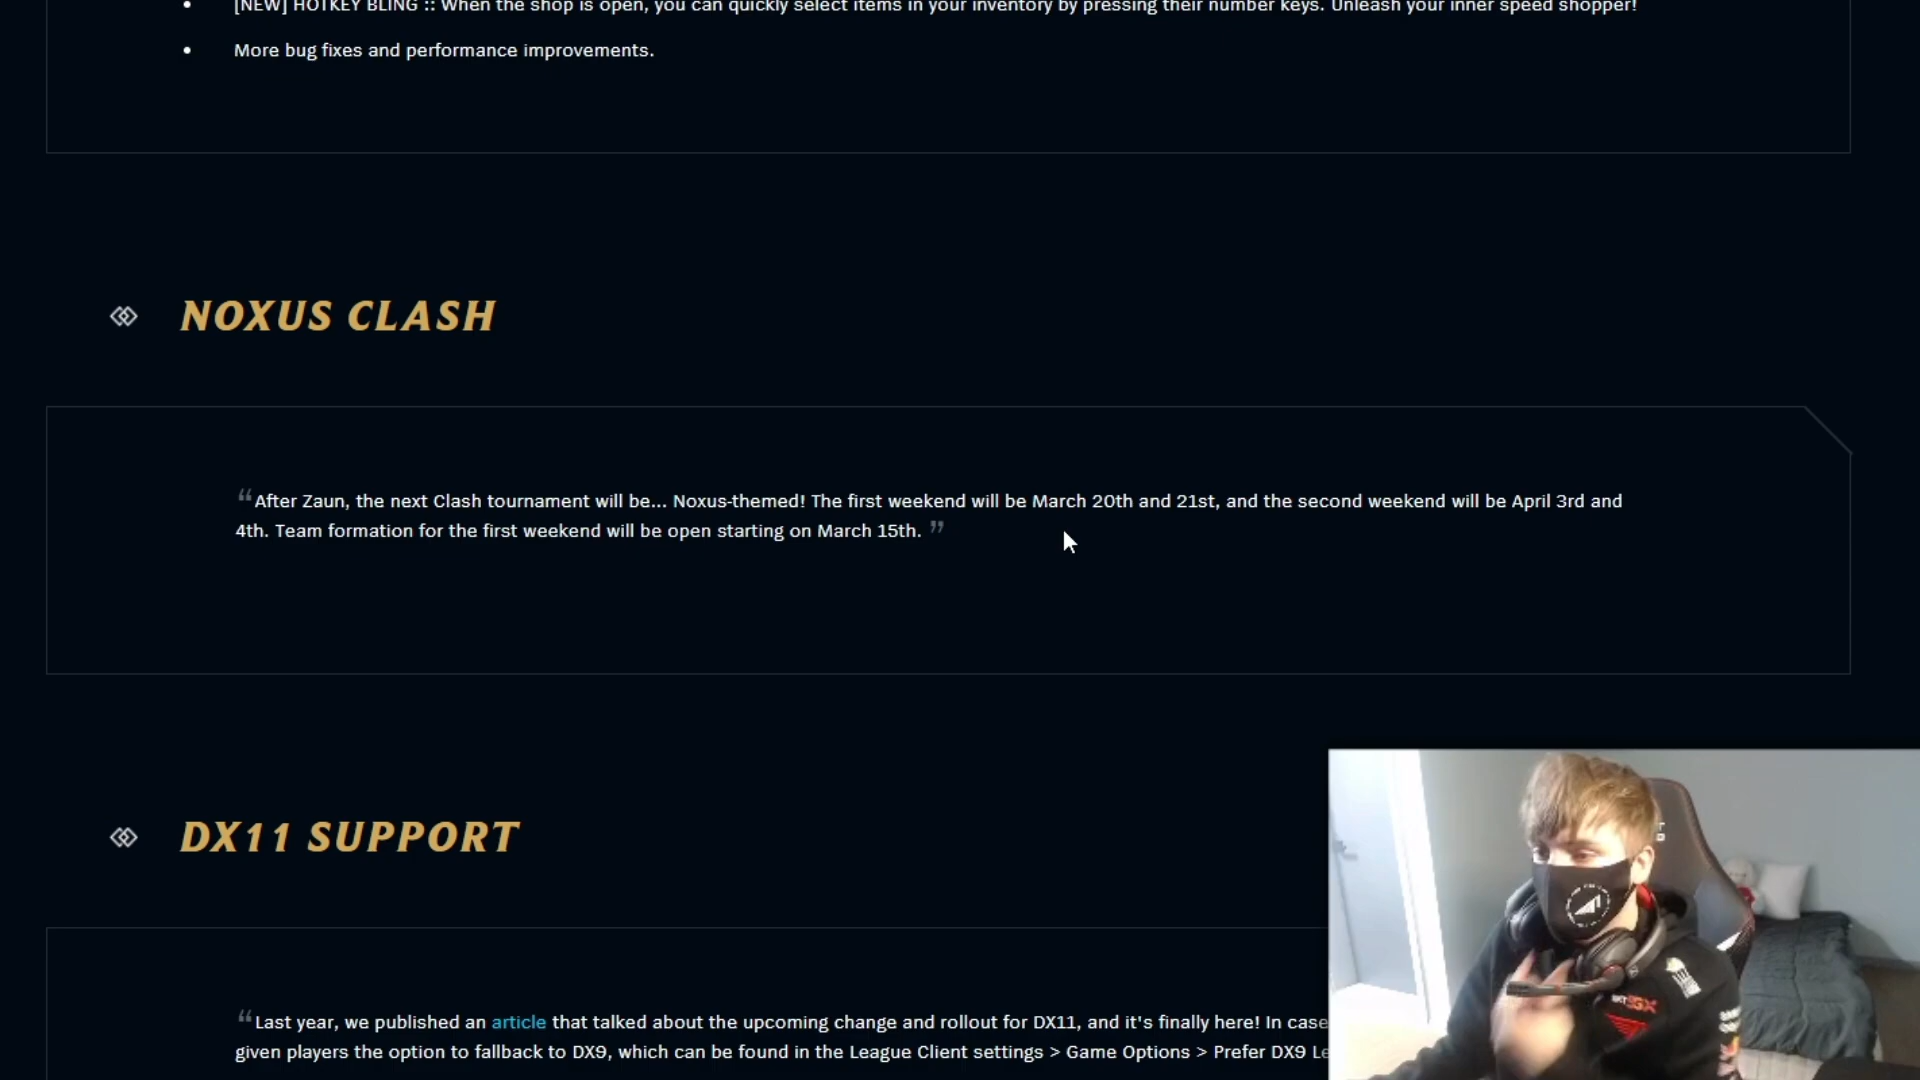 [NEW] HOTKEY BLING :: When the shop is open, you can quickly select items in your inventory by pressing their number keys. Unleash your inner speed shopper!
More bug fixes and performance improvements.
NOXUS CLASH
“After Zaun, the next Clash tournament will be... Noxus-themed! The first weekend will be March 20th and 21st, and the second weekend will be April 3rd and
4th. Team formation for the first weekend will be open starting on March 15th. ”
DX11 SUPPORT
“Last year, we published an article that talked about the upcoming change and rollout for DX11, and it's finally here! In case
given players the option to fallback to DX9, which can be found in the League Client settings > Game Options > Prefer DX9 Le